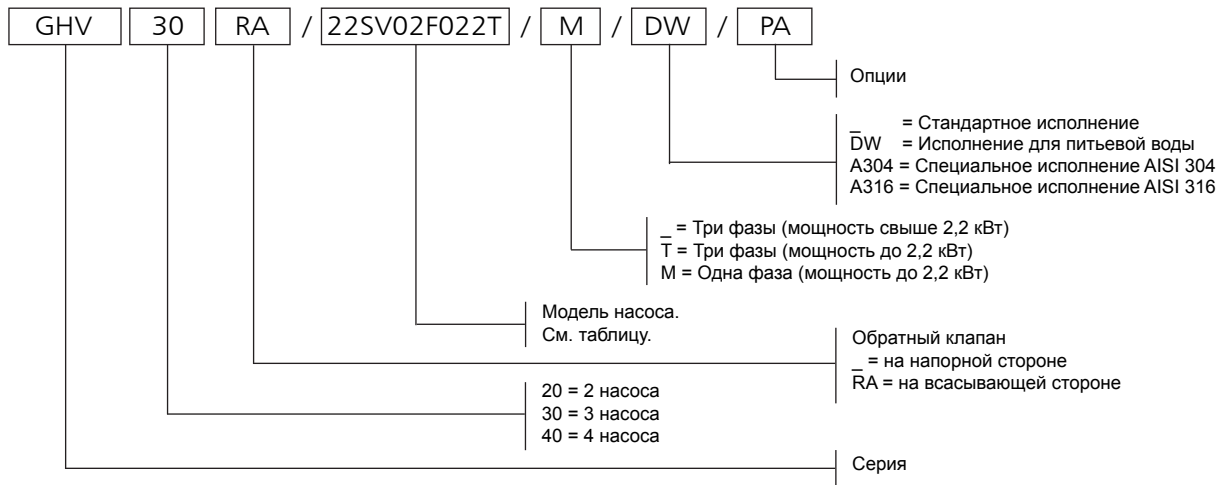 GHV 30 RA / 22SV02F022T / M / DW / PA
Опции
_ = Стандартное исполнение
DW = Исполнение для питьевой воды
A304 = Специальное исполнение AISI 304
A316 = Специальное исполнение AISI 316
_ = Три фазы (мощность свыше 2,2 кВт)
T = Три фазы (мощность до 2,2 кВт)
M = Одна фаза (мощность до 2,2 кВт)
Модель насоса.
См. таблицу.
Обратный клапан
_ = на напорной стороне
RA = на всасывающей стороне
20 = 2 насоса
30 = 3 насоса
40 = 4 насоса
Серия